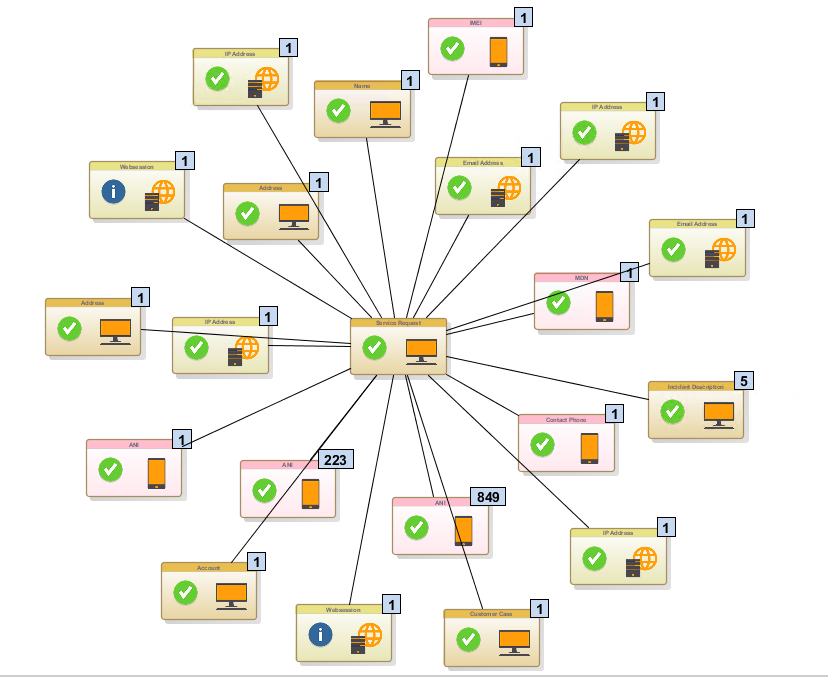 IMEI
1
IP Address
1
Name
1
IP Address
1
Email Address
1
Websession
1
Address
1
Email Address
1
MDN
1
Address
1
IP Address
1
Service Request
Incident Description
5
Contact Phone
1
ANI
1
ANI
223
ANI
849
IP Address
1
Account
1
Websession
1
Customer Case
1